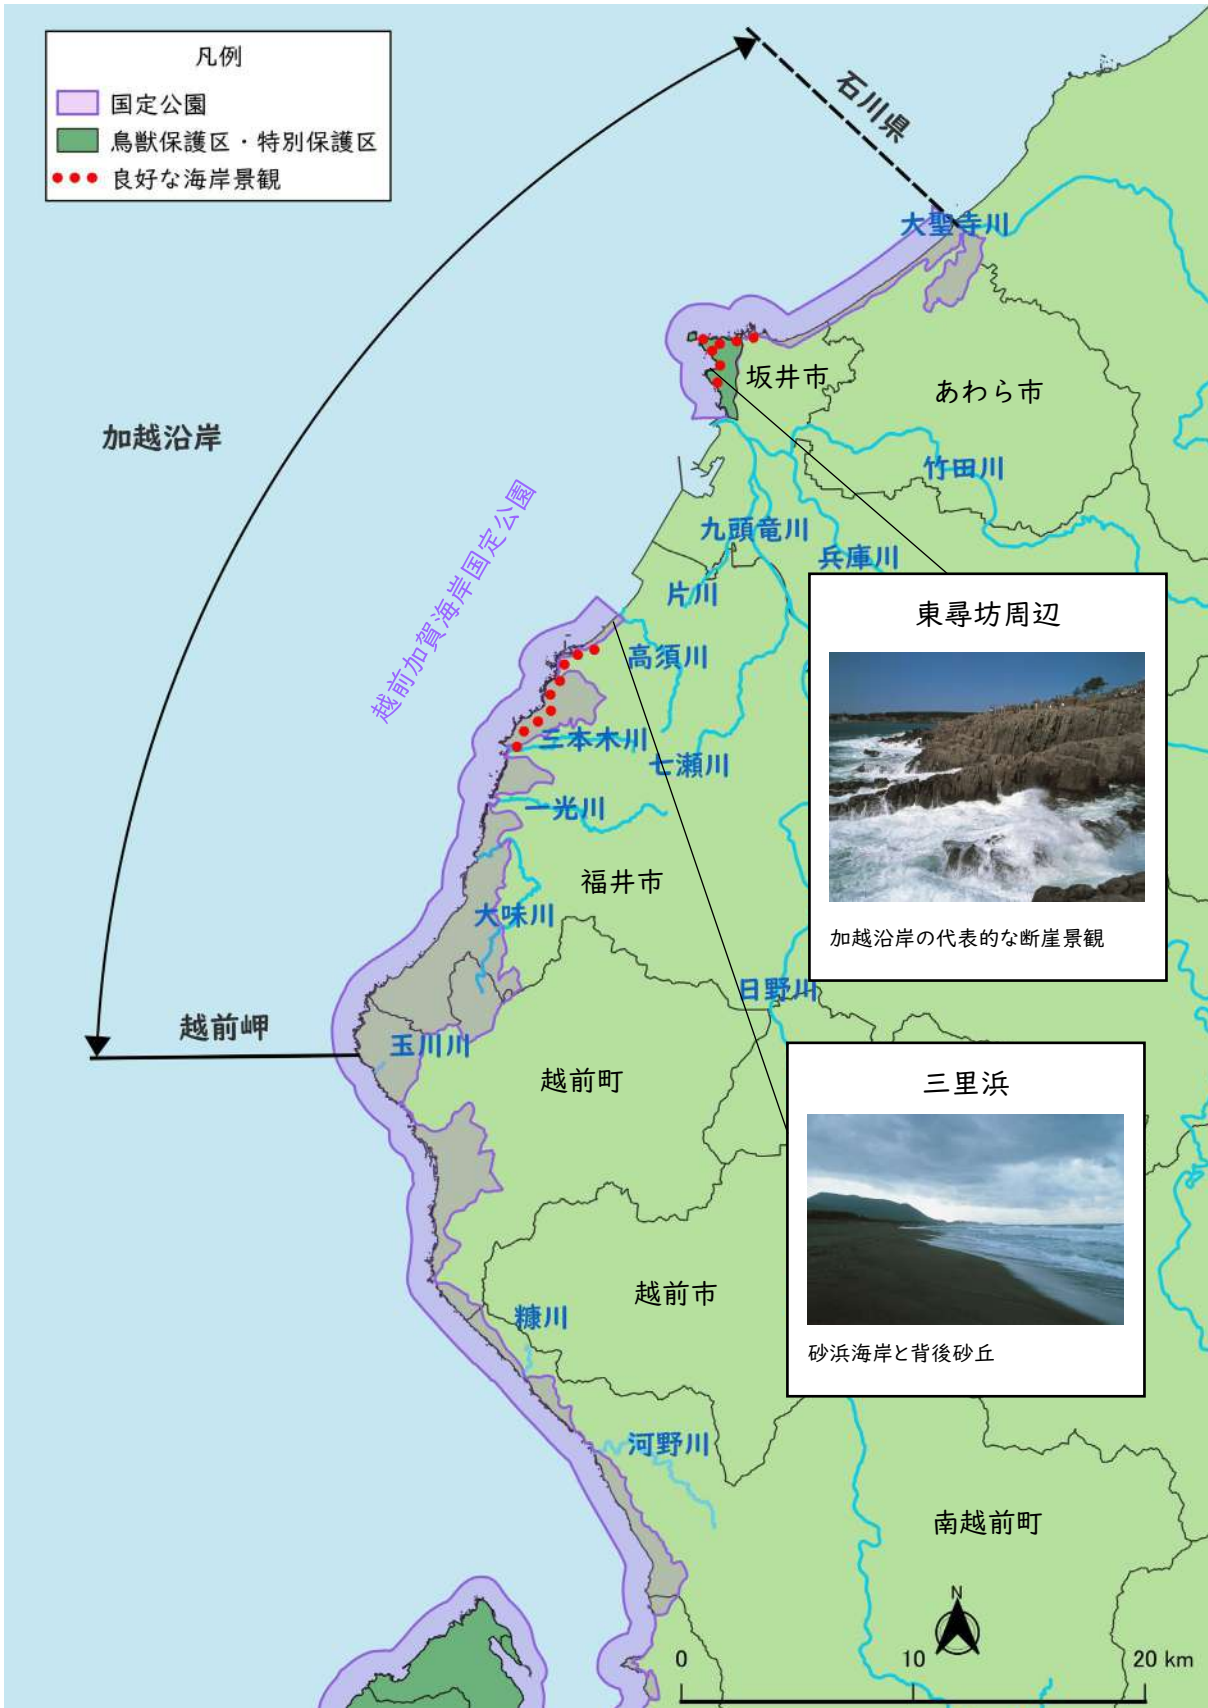 凡例
国定公園
鳥獣保護区・特別保護区
良好な海岸景観
石川県
大聖寺川
坂井市
あわら市
加越沿岸
竹田川
越前加賀海岸国定公園
九頭竜川
兵庫川
片川
高須川
東尋坊周辺
三本木川
七瀬川
一光川
福井市
大味川
加越沿岸の代表的な断崖景観
日野川
越前岬
玉川川
越前町
三里浜
越前市
糠川
砂浜海岸と背後砂丘
河野川
南越前町
N
0 10 20 km